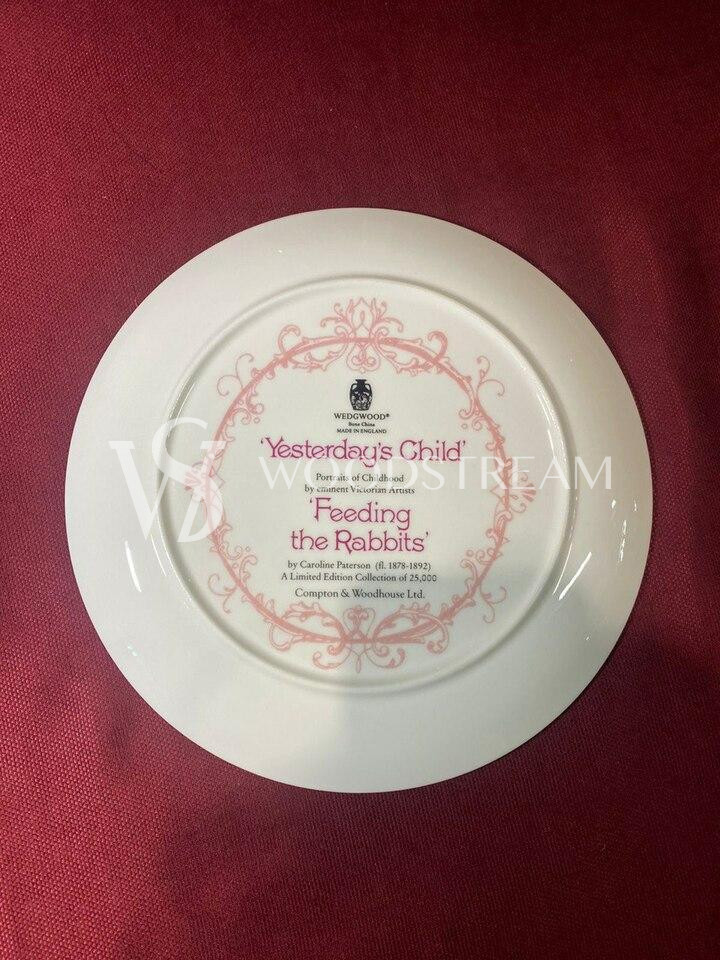 WEDGWOOD®
Bone China
MADE IN ENGLAND
'Yesterday's Child'
WOODSTREAM
Portraits of Childhood
by eminent Victorian Artists
'Feeding
the Rabbits'
by Caroline Paterson (fl. 1878-1892)
A Limited Edition Collection of 25,000
Compton & Woodhouse Ltd.